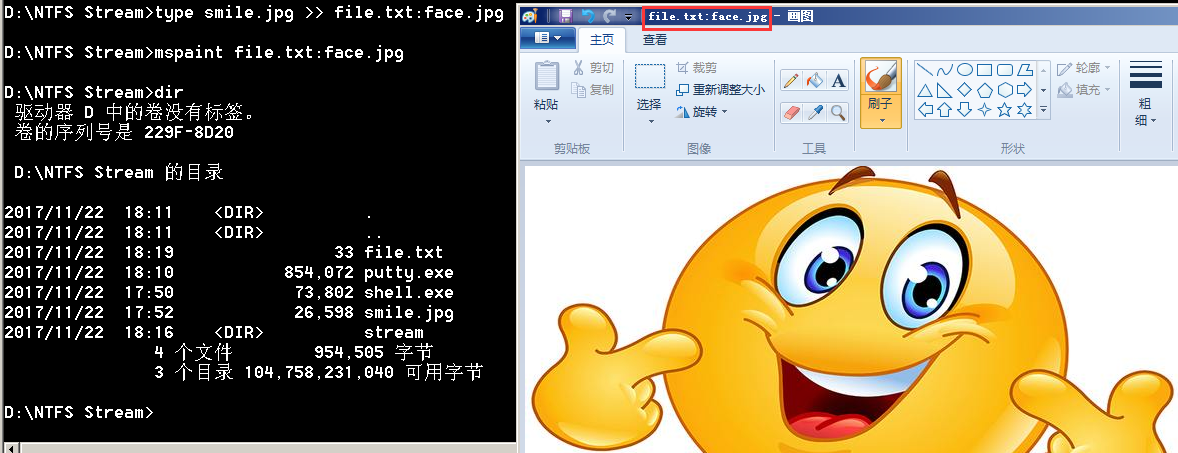 D:\NTFS Stream>type smile.jpg >> file.txt:face.jpg
D:\NTFS Stream>mspaint file.txt:face.jpg
D:\NTFS Stream>dir
驱动器 D 中的卷没有标签。
卷的序列号是 229F-8D20
D:\NTFS Stream 的目录
2017/11/22  18:11    <DIR>          .
2017/11/22  18:11    <DIR>          ..
2017/11/22  18:19                33 file.txt
2017/11/22  18:10           854,072 putty.exe
2017/11/22  17:50            73,802 shell.exe
2017/11/22  17:52            26,598 smile.jpg
2017/11/22  18:16    <DIR>          stream
4 个文件        954,505 字节
3 个目录 104,758,231,040 可用字节
D:\NTFS Stream>
file.txt:face.jpg - 画图
主页 查看
粘贴
剪切
复制
剪贴板
选择
裁剪
重新调整大小
旋转
图像
A
工具
刷子
轮廓
填充
形状
粗
细